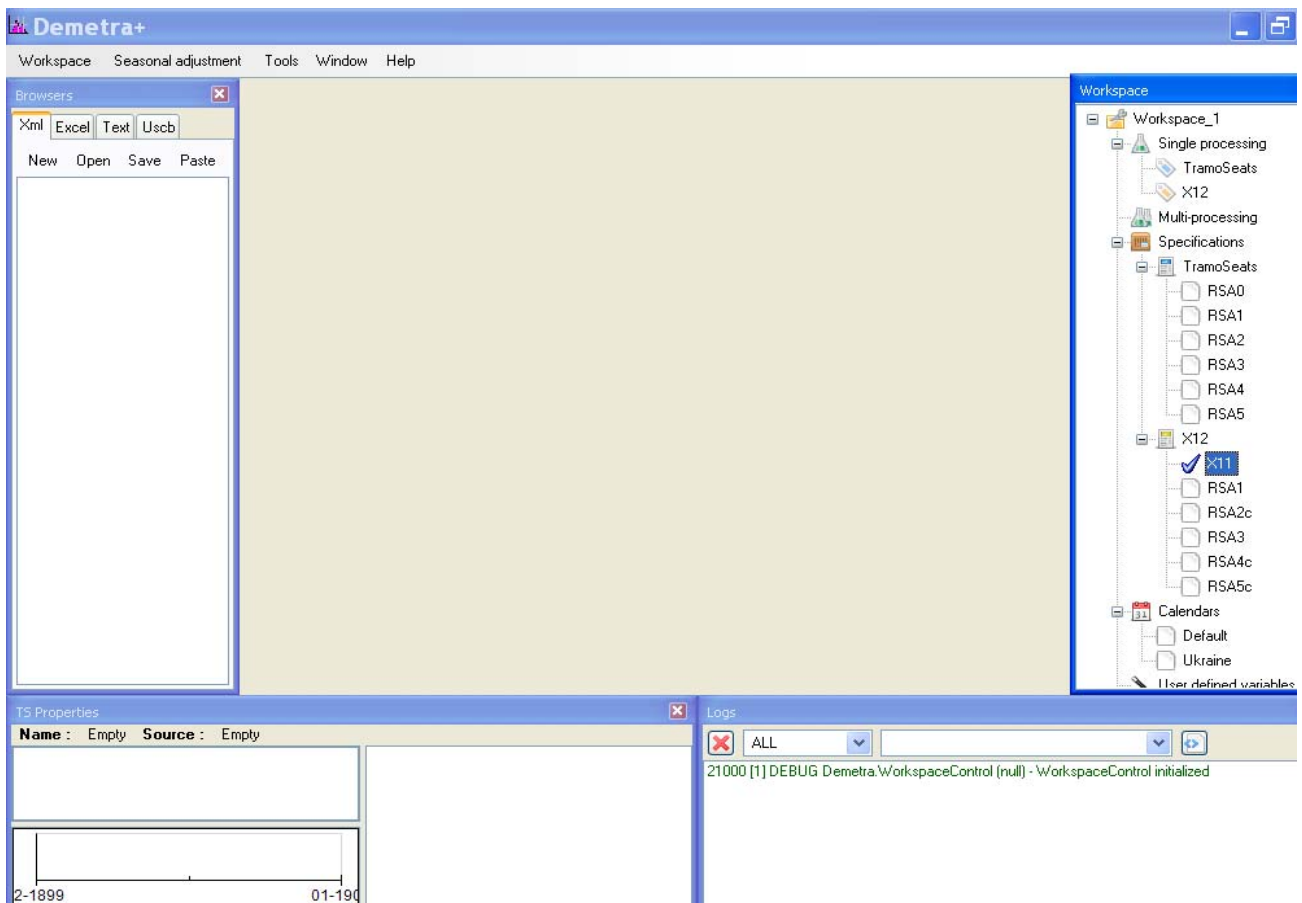 Demetra+
Workspace Seasonal adjustment Tools Window Help
Browsers
Xml Excel Text Uscb
New Open Save Paste
Workspace
Workspace_1
Single processing
TramoSeats
X12
Multi-processing
Specifications
TramoSeats
RSA0
RSA1
RSA2
RSA3
RSA4
RSA5
X12
X11
RSA1
RSA2c
RSA3
RSA4c
RSA5c
Calendars
31
Default
Ukraine
User defined variables
TS Properties
Name : Empty Source : Empty
2-1899 01-190
Logs
ALL
21000 [1] DEBUG Demetra.WorkspaceControl (null) - WorkspaceControl initialized